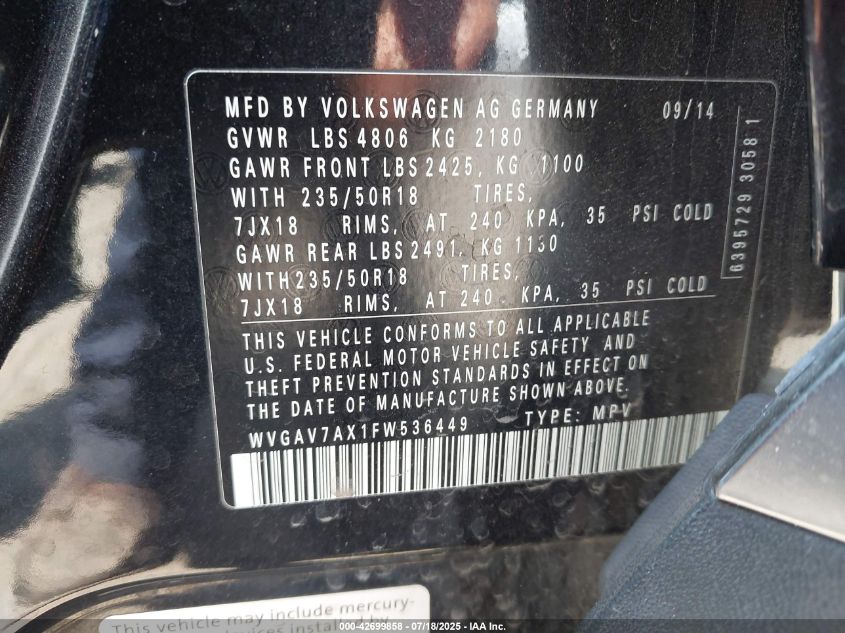 MFD BY VOLKSWAGEN AG GERMANY 09/14
GVWR LBS 4806 KG 2180
GAWR FRONT LBS 2425, KG 1100
WITH 235/50R18 TIRES,
7JX18 RIMS, AT 240 KPA, 35 PSI COLD
GAWR REAR LBS 2491, KG 1130
WITH 235/50R18 TIRES,
7JX18 RIMS, AT 240 KPA, 35 PSI COLD
THIS VEHICLE CONFORMS TO ALL APPLICABLE
U.S. FEDERAL MOTOR VEHICLE SAFETY AND
THEFT PREVENTION STANDARDS IN EFFECT ON
THE DATE OF MANUFACTURE SHOWN ABOVE.
WVGAV7AX1FW536449 TYPE: MPV
6395729 3058 1
This vehicle may include mercury-
devices installed by
000-42699858 - 07/18/2025 - IAA Inc.